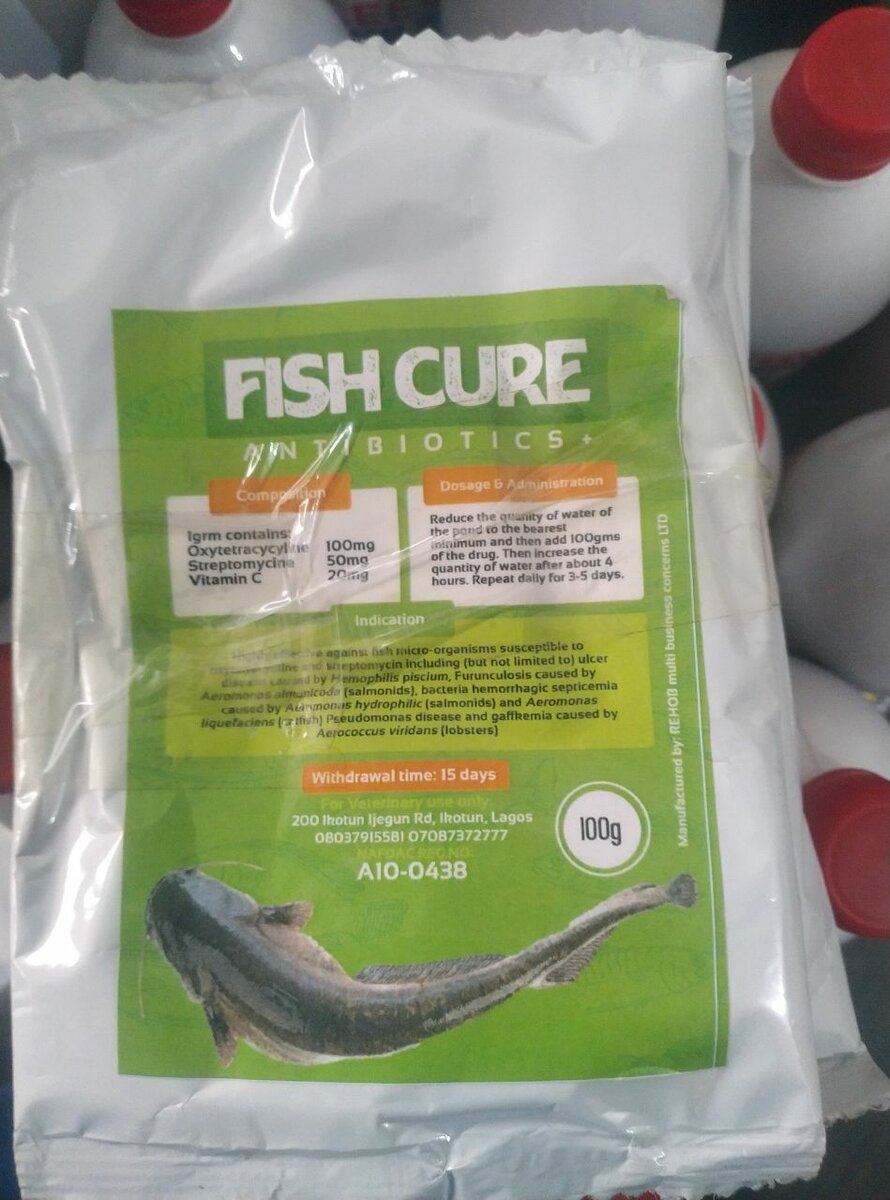 FISH CURE
ANTIBIOTICS+
Composition
1grm contains:
Oxytetracycyline 100mg
Streptomycine 50mg
Vitamin C 20mg
Dosage & Administration
Reduce the quanity of water of
the pond to the bearest
minimum and then add 100gms
of the drug. Then increase the
quantity of water after about 4
hours. Repeat daily for 3-5 days.
Indication
Highly effective against fish micro-organisms susceptible to
and streptomycin including (but not limited to) ulcer
disease caused by Hemophilis piscium, Furunculosis caused by
Aeromonas almunicoda (salmonids), bacteria hemorrhagic septicemia
caused by Aeromonas hydrophilic (salmonids) and Aeromonas
liquefaciens (catfish) Pseudomonas disease and gaffkemia caused by
Aerococcus viridans (lobsters)
Withdrawal time: 15 days
For Veterinary use only
200 Ikotun Ijegun Rd, Ikotun, Lagos
08037915581 07087372777
NAFDAC REG NO:
A10-0438
100g
Manufactured by: REHOB multi business concerns LTD